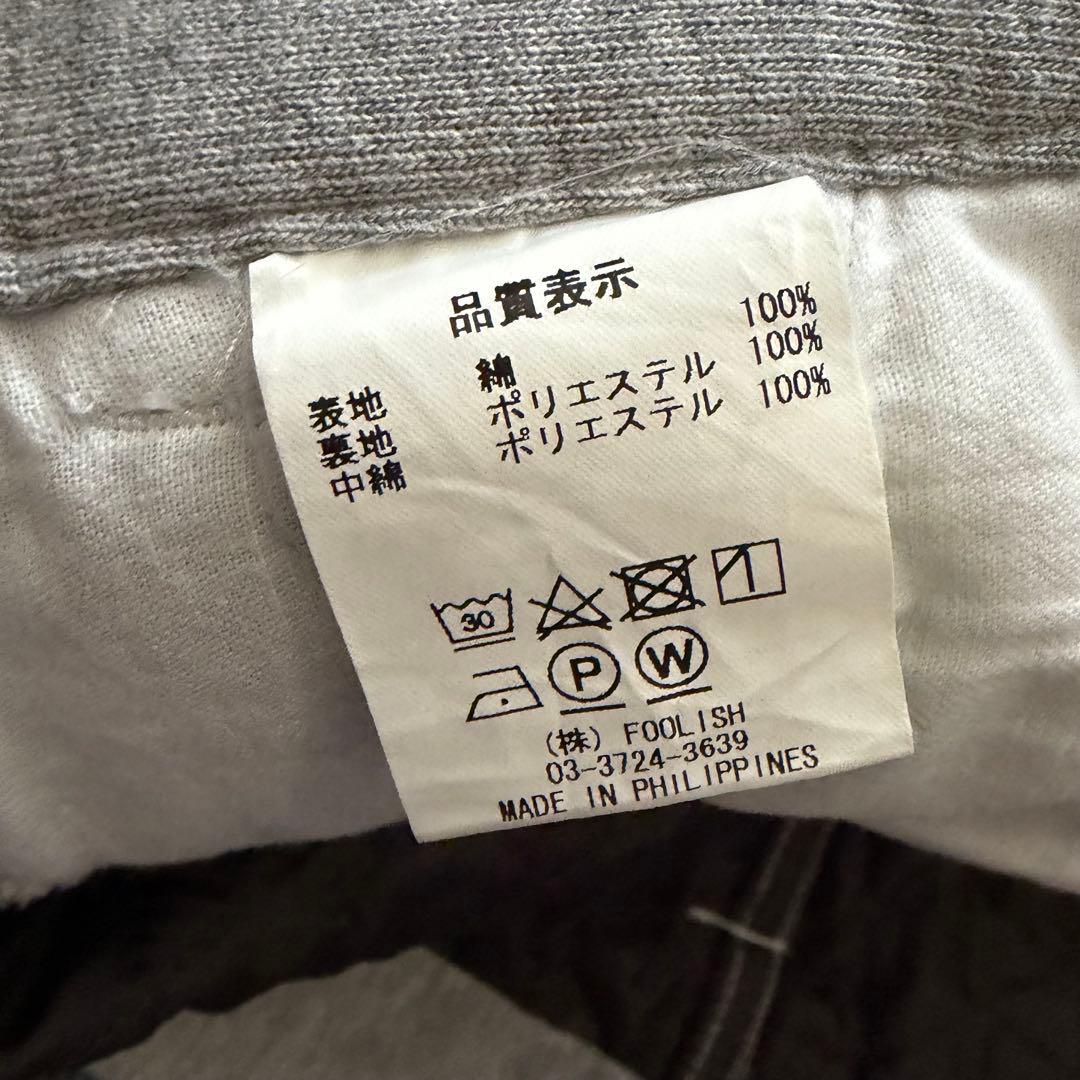 品質表示
表地 綿 100%
裏地 ポリエステル 100%
中綿 ポリエステル 100%
30
P W
(株) FOOLISH
03-3724-3639
MADE IN PHILIPPINES